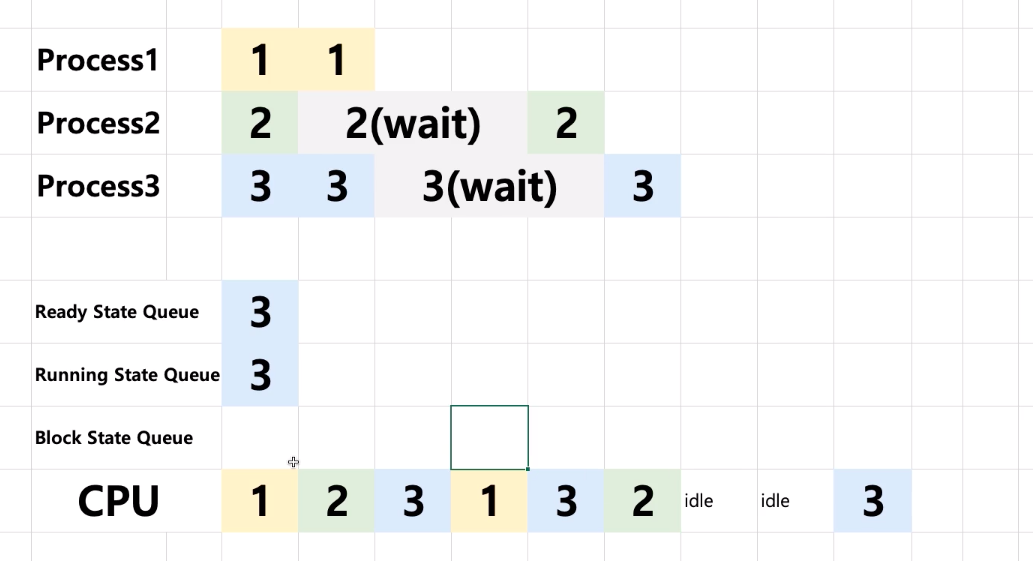 Process1 1 1
Process2 2 2(wait) 2
Process3 3 3 3(wait) 3
Ready State Queue 3
Running State Queue 3
Block State Queue
CPU 1 2 3 1 3 2 idle idle 3